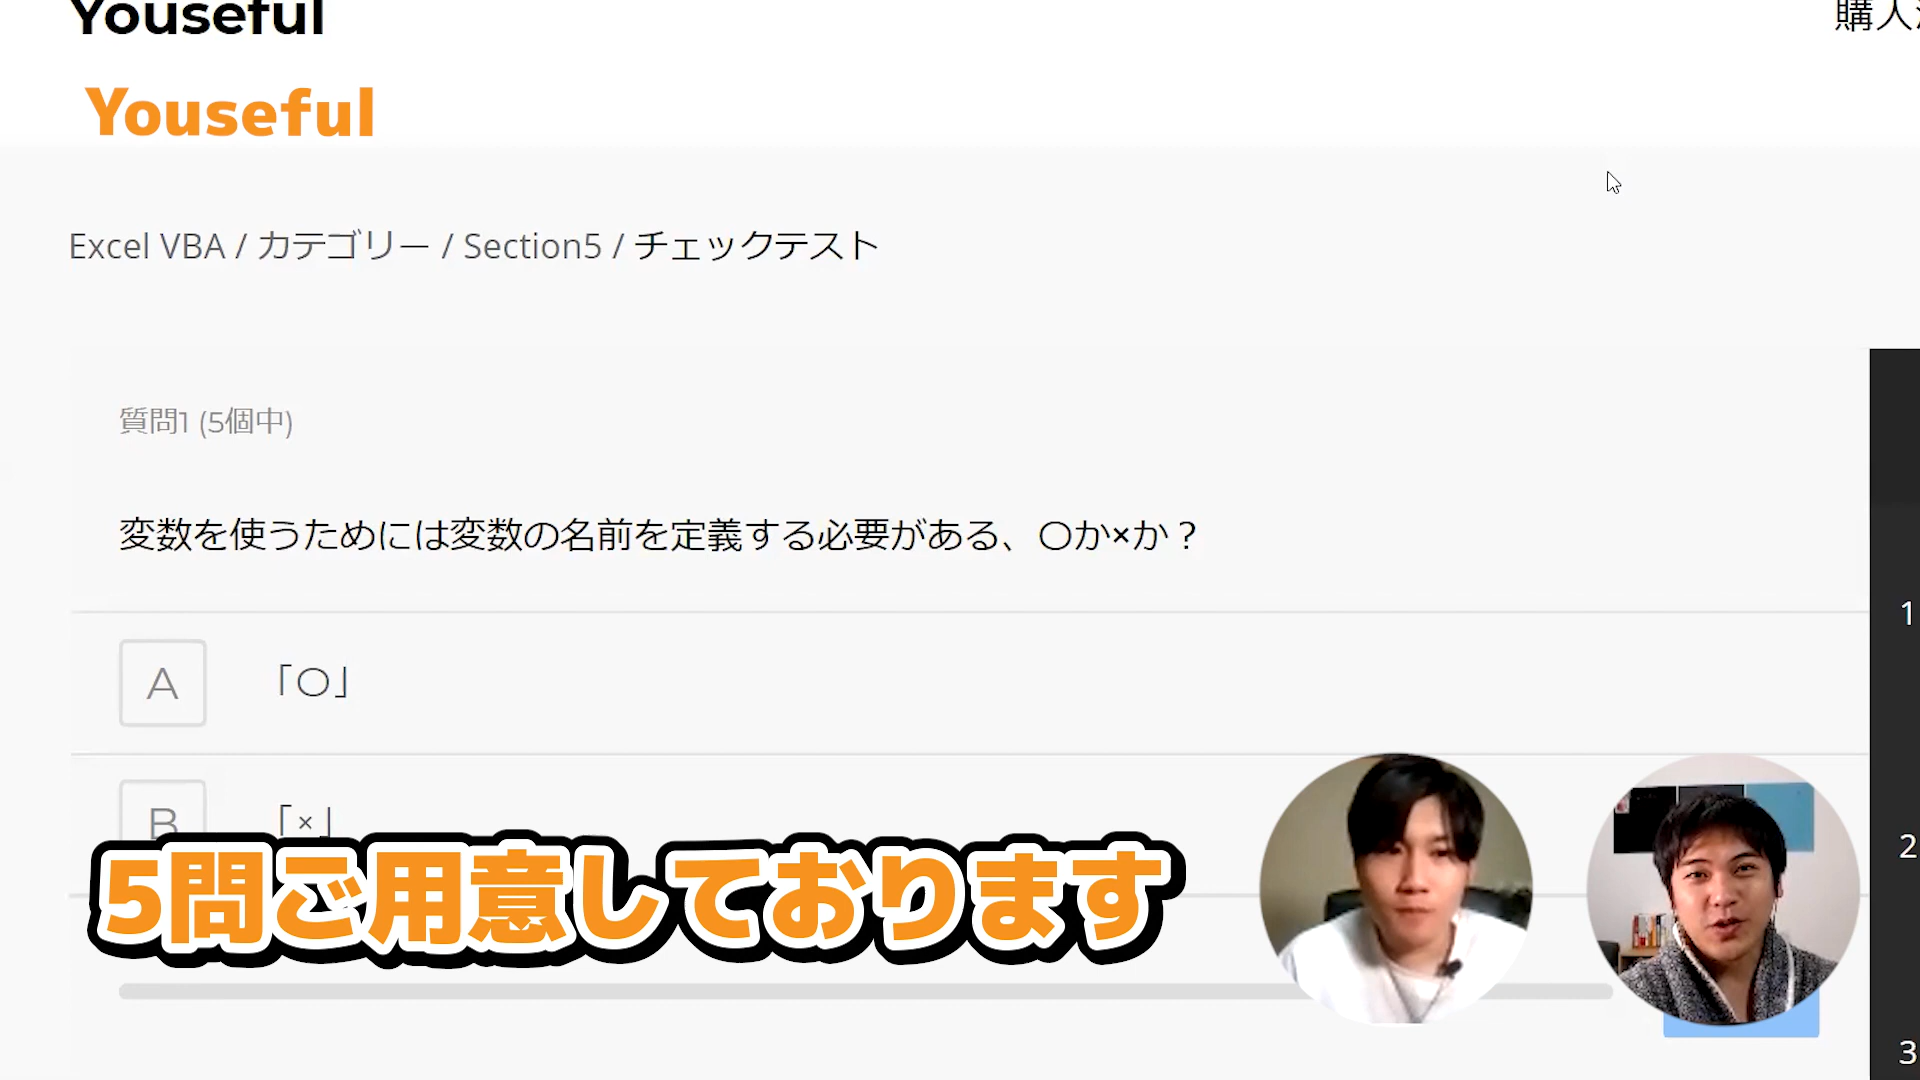 Youseful
購入
Youseful
Excel VBA / カテゴリー / Section5 / チェックテスト
質問1 (5個中)
変数を使うためには変数の名前を定義する必要がある、〇か×か？
A 「〇」
B 「×」
5問ご用意しております
1
2
3